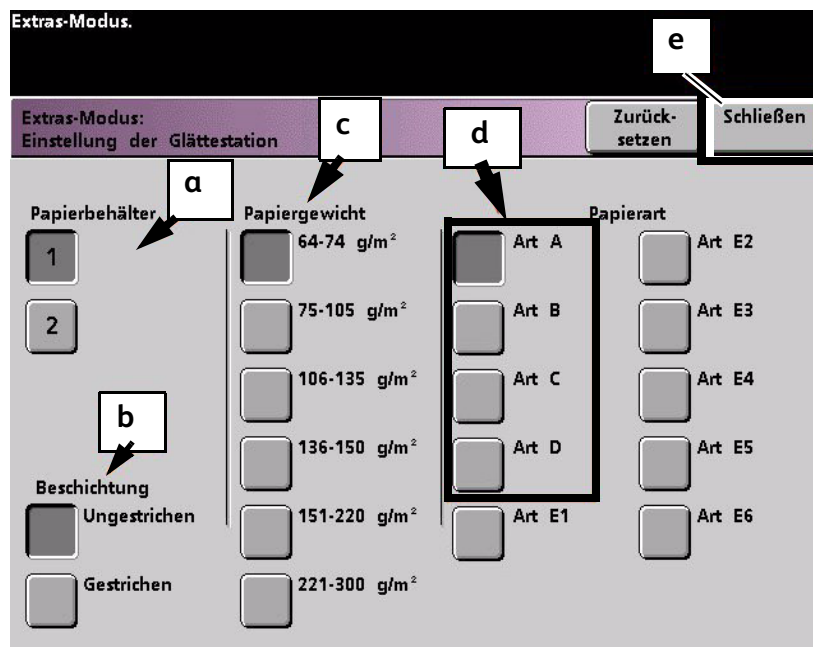 Extras-Modus.
e
Extras-Modus:
Einstellung der Glättestation
c
d
Zurück-
setzen
Schließen
a
Papierbehälter
Papiergewicht
Papierart
1
64-74 g/m²
Art A
Art E2
2
75-105 g/m²
Art B
Art E3
106-135 g/m²
Art C
Art E4
b
136-150 g/m²
Art D
Art E5
Beschichtung
Ungestrichen
151-220 g/m²
Art E1
Art E6
Gestrichen
221-300 g/m²